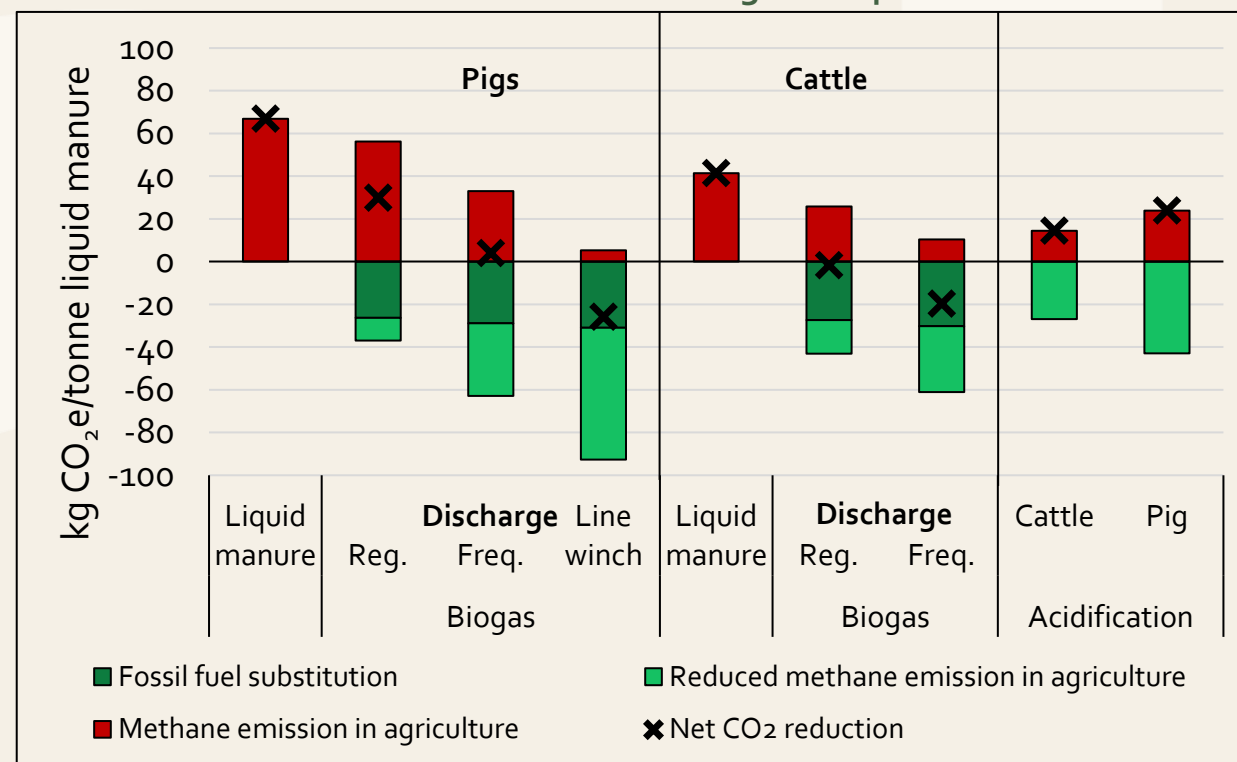 Pigs
Cattle
kg CO₂e/tonne liquid manure
100
80
60
40
20
0
-20
-40
-60
-80
-100
Liquid manure
Discharge
Reg.
Freq.
Line winch
Biogas
Liquid manure
Discharge
Reg.
Freq.
Biogas
Cattle
Pig
Acidification
Fossil fuel substitution
Reduced methane emission in agriculture
Methane emission in agriculture
Net CO2 reduction